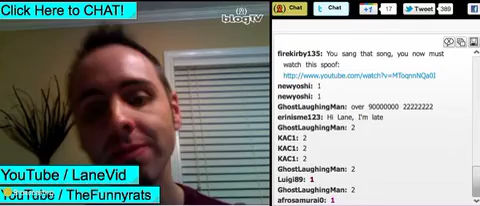 Click Here to CHAT!
blogTV
YouTube / LaneVid
YouTube / TheFunnyrats
Chat
Chat
+1
17
Tweet
389
firekirby135: You sang that song, you now must
watch this spoof:
http://www.youtube.com/watch?v=MToqnnNQa0I
newyoshi: 1
newyoshi: 1
GhostLaughingMan: over 90000000 22222222
erinisme123: Hi Lane, I'm late
GhostLaughingMan: 2
KAC1: 2
KAC1: 2
KAC1: 2
GhostLaughingMan: 2
Luigi89: 1
GhostLaughingMan: 2
afrosamurai0: 1